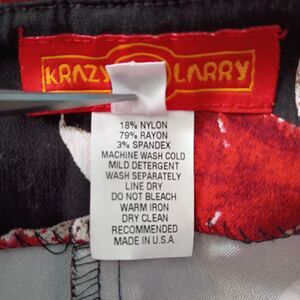 KRAZY LARRY
18% NYLON
79% RAYON
3% SPANDEX
MACHINE WASH COLD
MILD DETERGENT
WASH SEPARATELY
LINE DRY
DO NOT BLEACH
WARM IRON
DRY CLEAN
RECOMMENDED
MADE IN U.S.A.